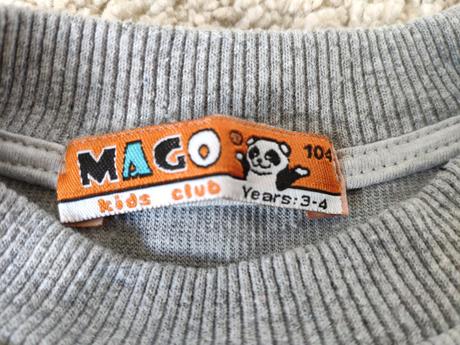 MAGO ® 104
kids club Years:3-4